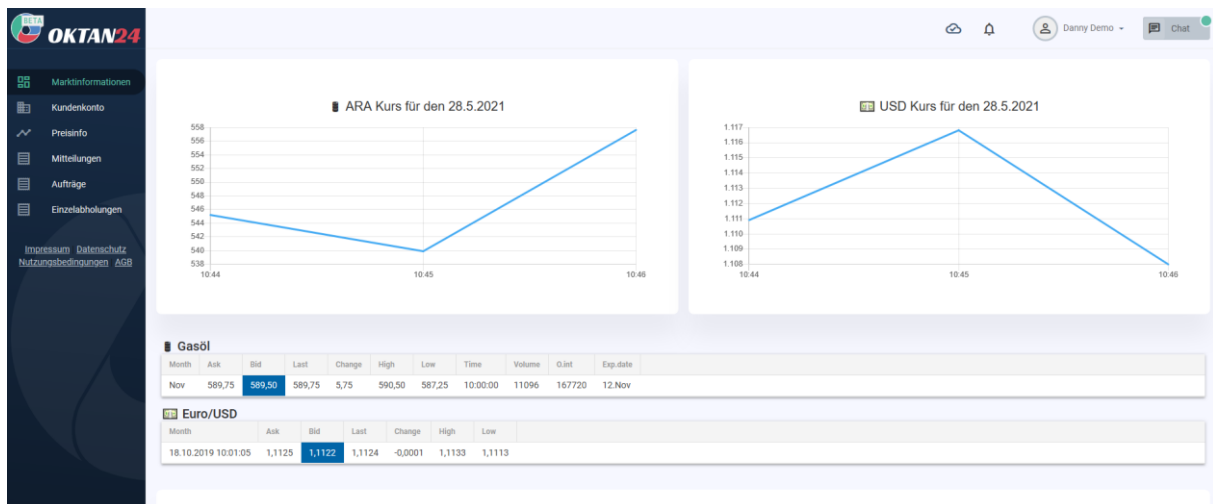 BETA
OKTAN24
Danny Demo
Chat
Marktinformationen
Kundenkonto
Preisinfo
Mitteilungen
Aufträge
Einzelabholungen
Impressum Datenschutz
Nutzungsbedingungen AGB
ARA Kurs für den 28.5.2021
558
556
554
552
550
548
546
544
542
540
538
10:44 10:45 10:46
USD Kurs für den 28.5.2021
1.117
1.116
1.115
1.114
1.113
1.112
1.111
1.110
1.109
1.108
10:44 10:45 10:46
Gasöl
Month Ask Bid Last Change High Low Time Volume O.int Exp.date
Nov 589,75 589,50 589,75 5,75 590,50 587,25 10:00:00 11096 167720 12.Nov
Euro/USD
Month Ask Bid Last Change High Low
18.10.2019 10:01:05 1,1125 1,1122 1,1124 -0,0001 1,1133 1,1113